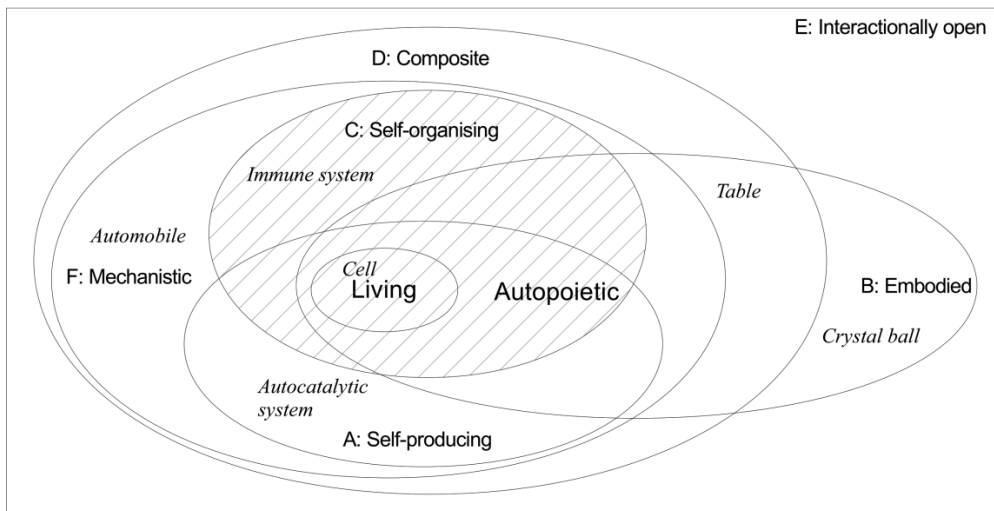 E: Interactionally open
D: Composite
C: Self-organising
Immune system
Table
Automobile
F: Mechanistic
Cell
Living
Autopoietic
B: Embodied
Crystal ball
Autocatalytic
system
A: Self-producing